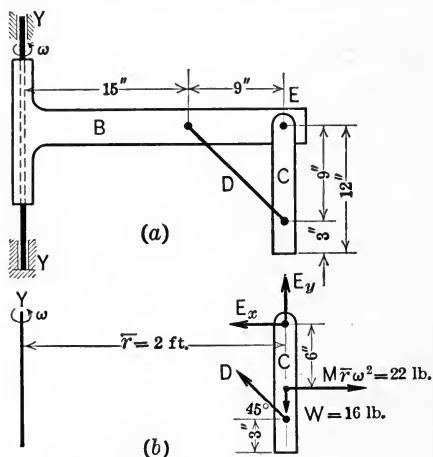 Y
ω
15″
9″
E
B
C
D
9″
12″
3″
Y
(a)
ω
r̅ = 2 ft.
E_y
E_x
C
6″
M r̅ ω² = 22 lb.
D
45°
W = 16 lb.
3″
(b)